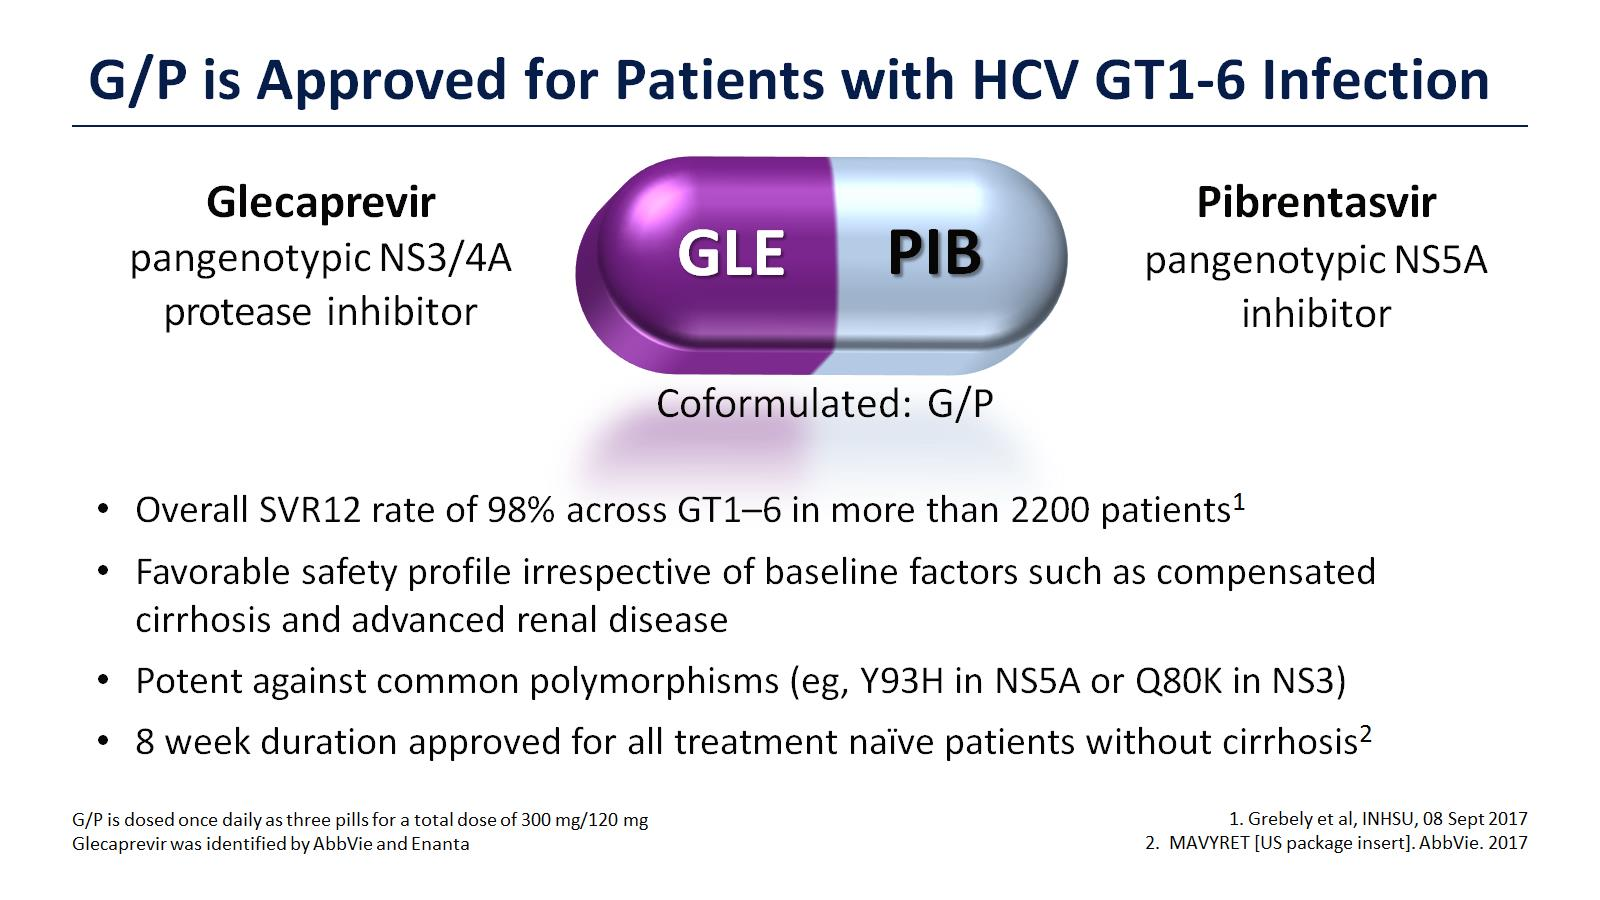 G/P is Approved for Patients with HCV GT1-6 Infection
Glecaprevir
pangenotypic NS3/4A
protease inhibitor
GLE PIB
Pibrentasvir
pangenotypic NS5A
inhibitor
Coformulated: G/P
• Overall SVR12 rate of 98% across GT1–6 in more than 2200 patients¹
• Favorable safety profile irrespective of baseline factors such as compensated
cirrhosis and advanced renal disease
• Potent against common polymorphisms (eg, Y93H in NS5A or Q80K in NS3)
• 8 week duration approved for all treatment naïve patients without cirrhosis²
G/P is dosed once daily as three pills for a total dose of 300 mg/120 mg
Glecaprevir was identified by AbbVie and Enanta
1. Grebely et al, INHSU, 08 Sept 2017
2. MAVYRET [US package insert]. AbbVie. 2017